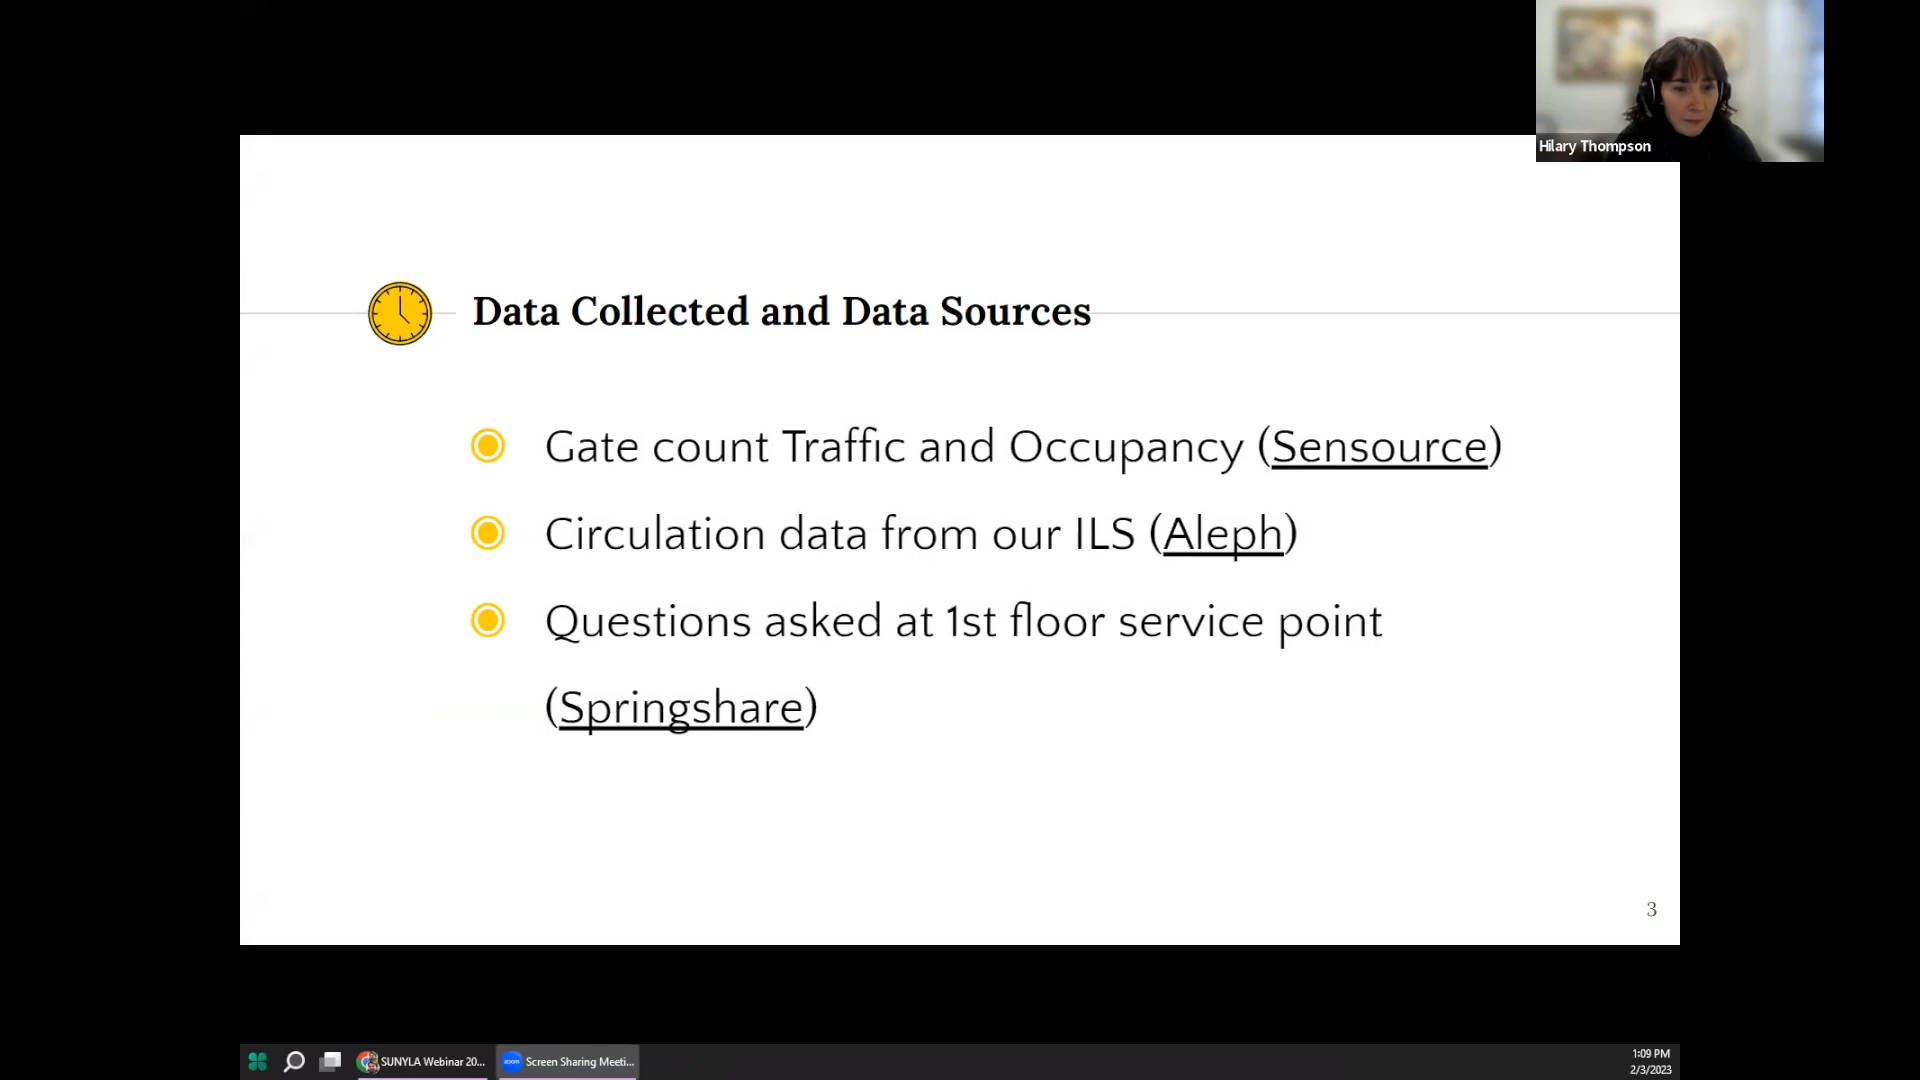 Hilary Thompson
Data Collected and Data Sources
Gate count Traffic and Occupancy (Sensource)
Circulation data from our ILS (Aleph)
Questions asked at 1st floor service point
(Springshare)
3
SUNYLA Webinar 20...
zoom
Screen Sharing Meeti...
1:09 PM
2/3/2023